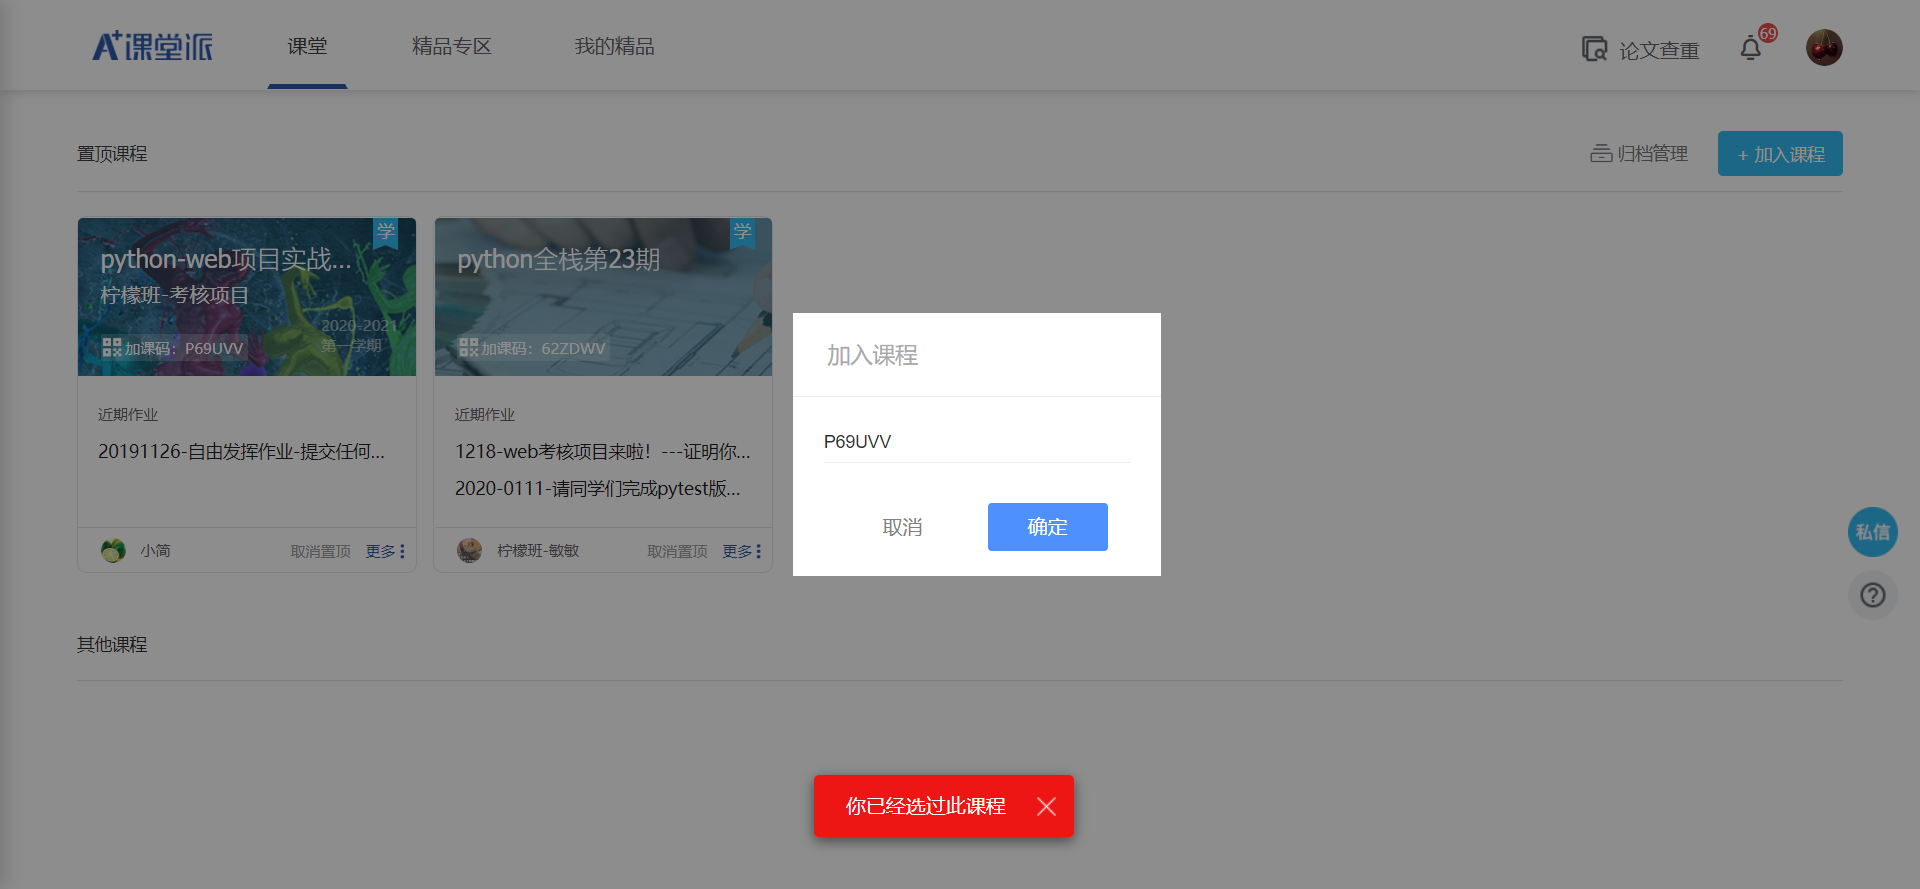 A+课堂派
课堂
精品专区
我的精品
论文查重
69
置顶课程
归档管理
+ 加入课程
学
python-web项目实战...
柠檬班-考核项目
2020-2021
第一学期
加课码：P69UVV
近期作业
20191126-自由发挥作业-提交任何...
小简
取消置顶
更多
学
python全栈第23期
加课码：62ZDWV
近期作业
1218-web考核项目来啦！---证明你...
2020-0111-请同学们完成pytest版...
柠檬班-敏敏
取消置顶
更多
加入课程
P69UVV
取消
确定
私信
其他课程
你已经选过此课程